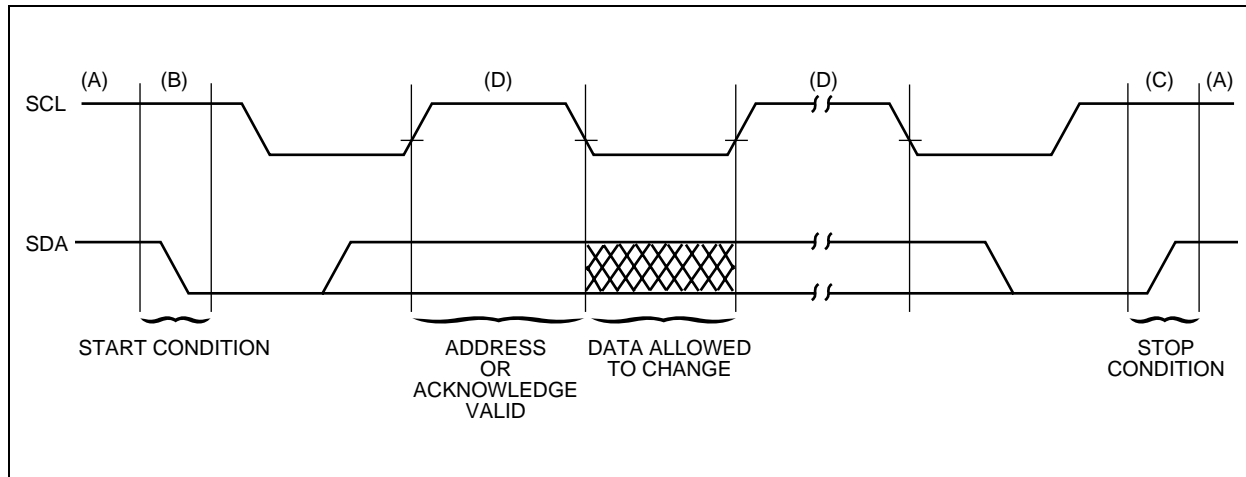 (A) (B) (D) (D) (C) (A)
SCL
SDA
START CONDITION
ADDRESS
OR
ACKNOWLEDGE
VALID
DATA ALLOWED
TO CHANGE
STOP
CONDITION